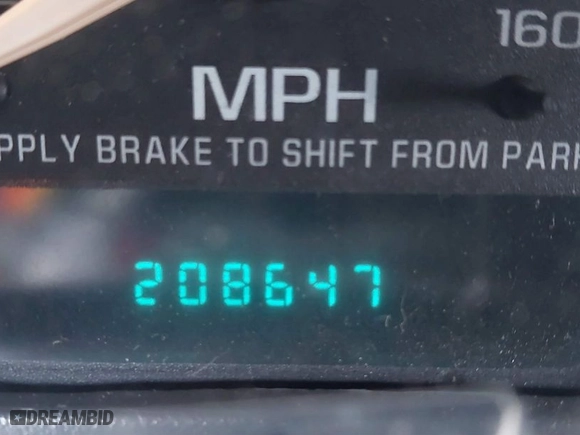 160
MPH
PPLY BRAKE TO SHIFT FROM PARK
208647
DREAMBID